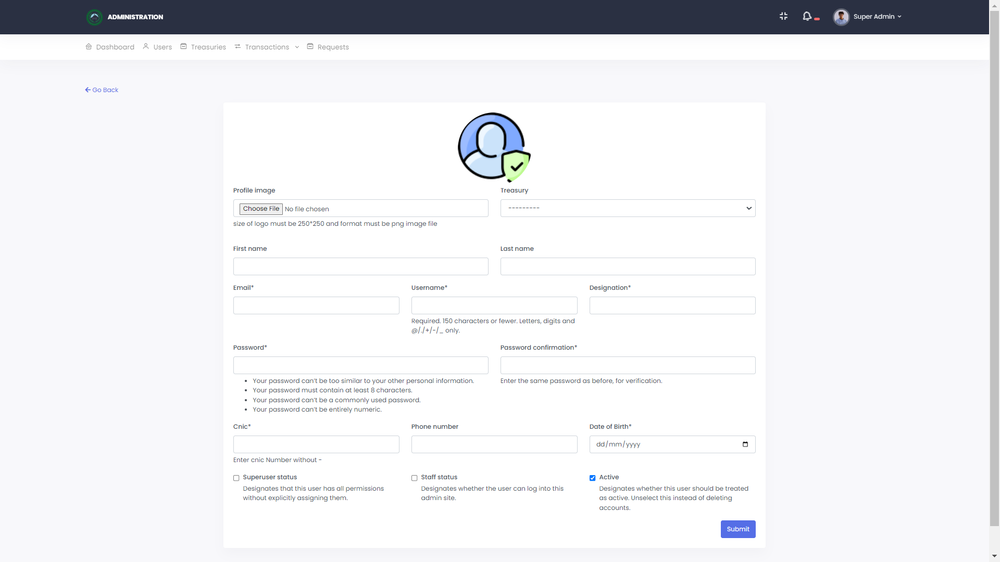 ADMINISTRATION
Super Admin
Dashboard Users Treasuries Transactions Requests
Go Back
Profile image
Treasury
Choose File No file chosen
---------
size of logo must be 250*250 and format must be png image file
First name
Last name
Email*
Username*
Designation*
Required. 150 characters or fewer. Letters, digits and
@/./+/-/_ only.
Password*
Password confirmation*
• Your password can't be too similar to your other personal information.
• Your password must contain at least 8 characters.
• Your password can't be a commonly used password.
• Your password can't be entirely numeric.
Enter the same password as before, for verification.
Cnic*
Phone number
Date of Birth*
dd/mm/yyyy
Enter cnic Number without -
Superuser status
Designates that this user has all permissions
without explicitly assigning them.
Staff status
Designates whether the user can log into this
admin site.
Active
Designates whether this user should be treated
as active. Unselect this instead of deleting
accounts.
Submit